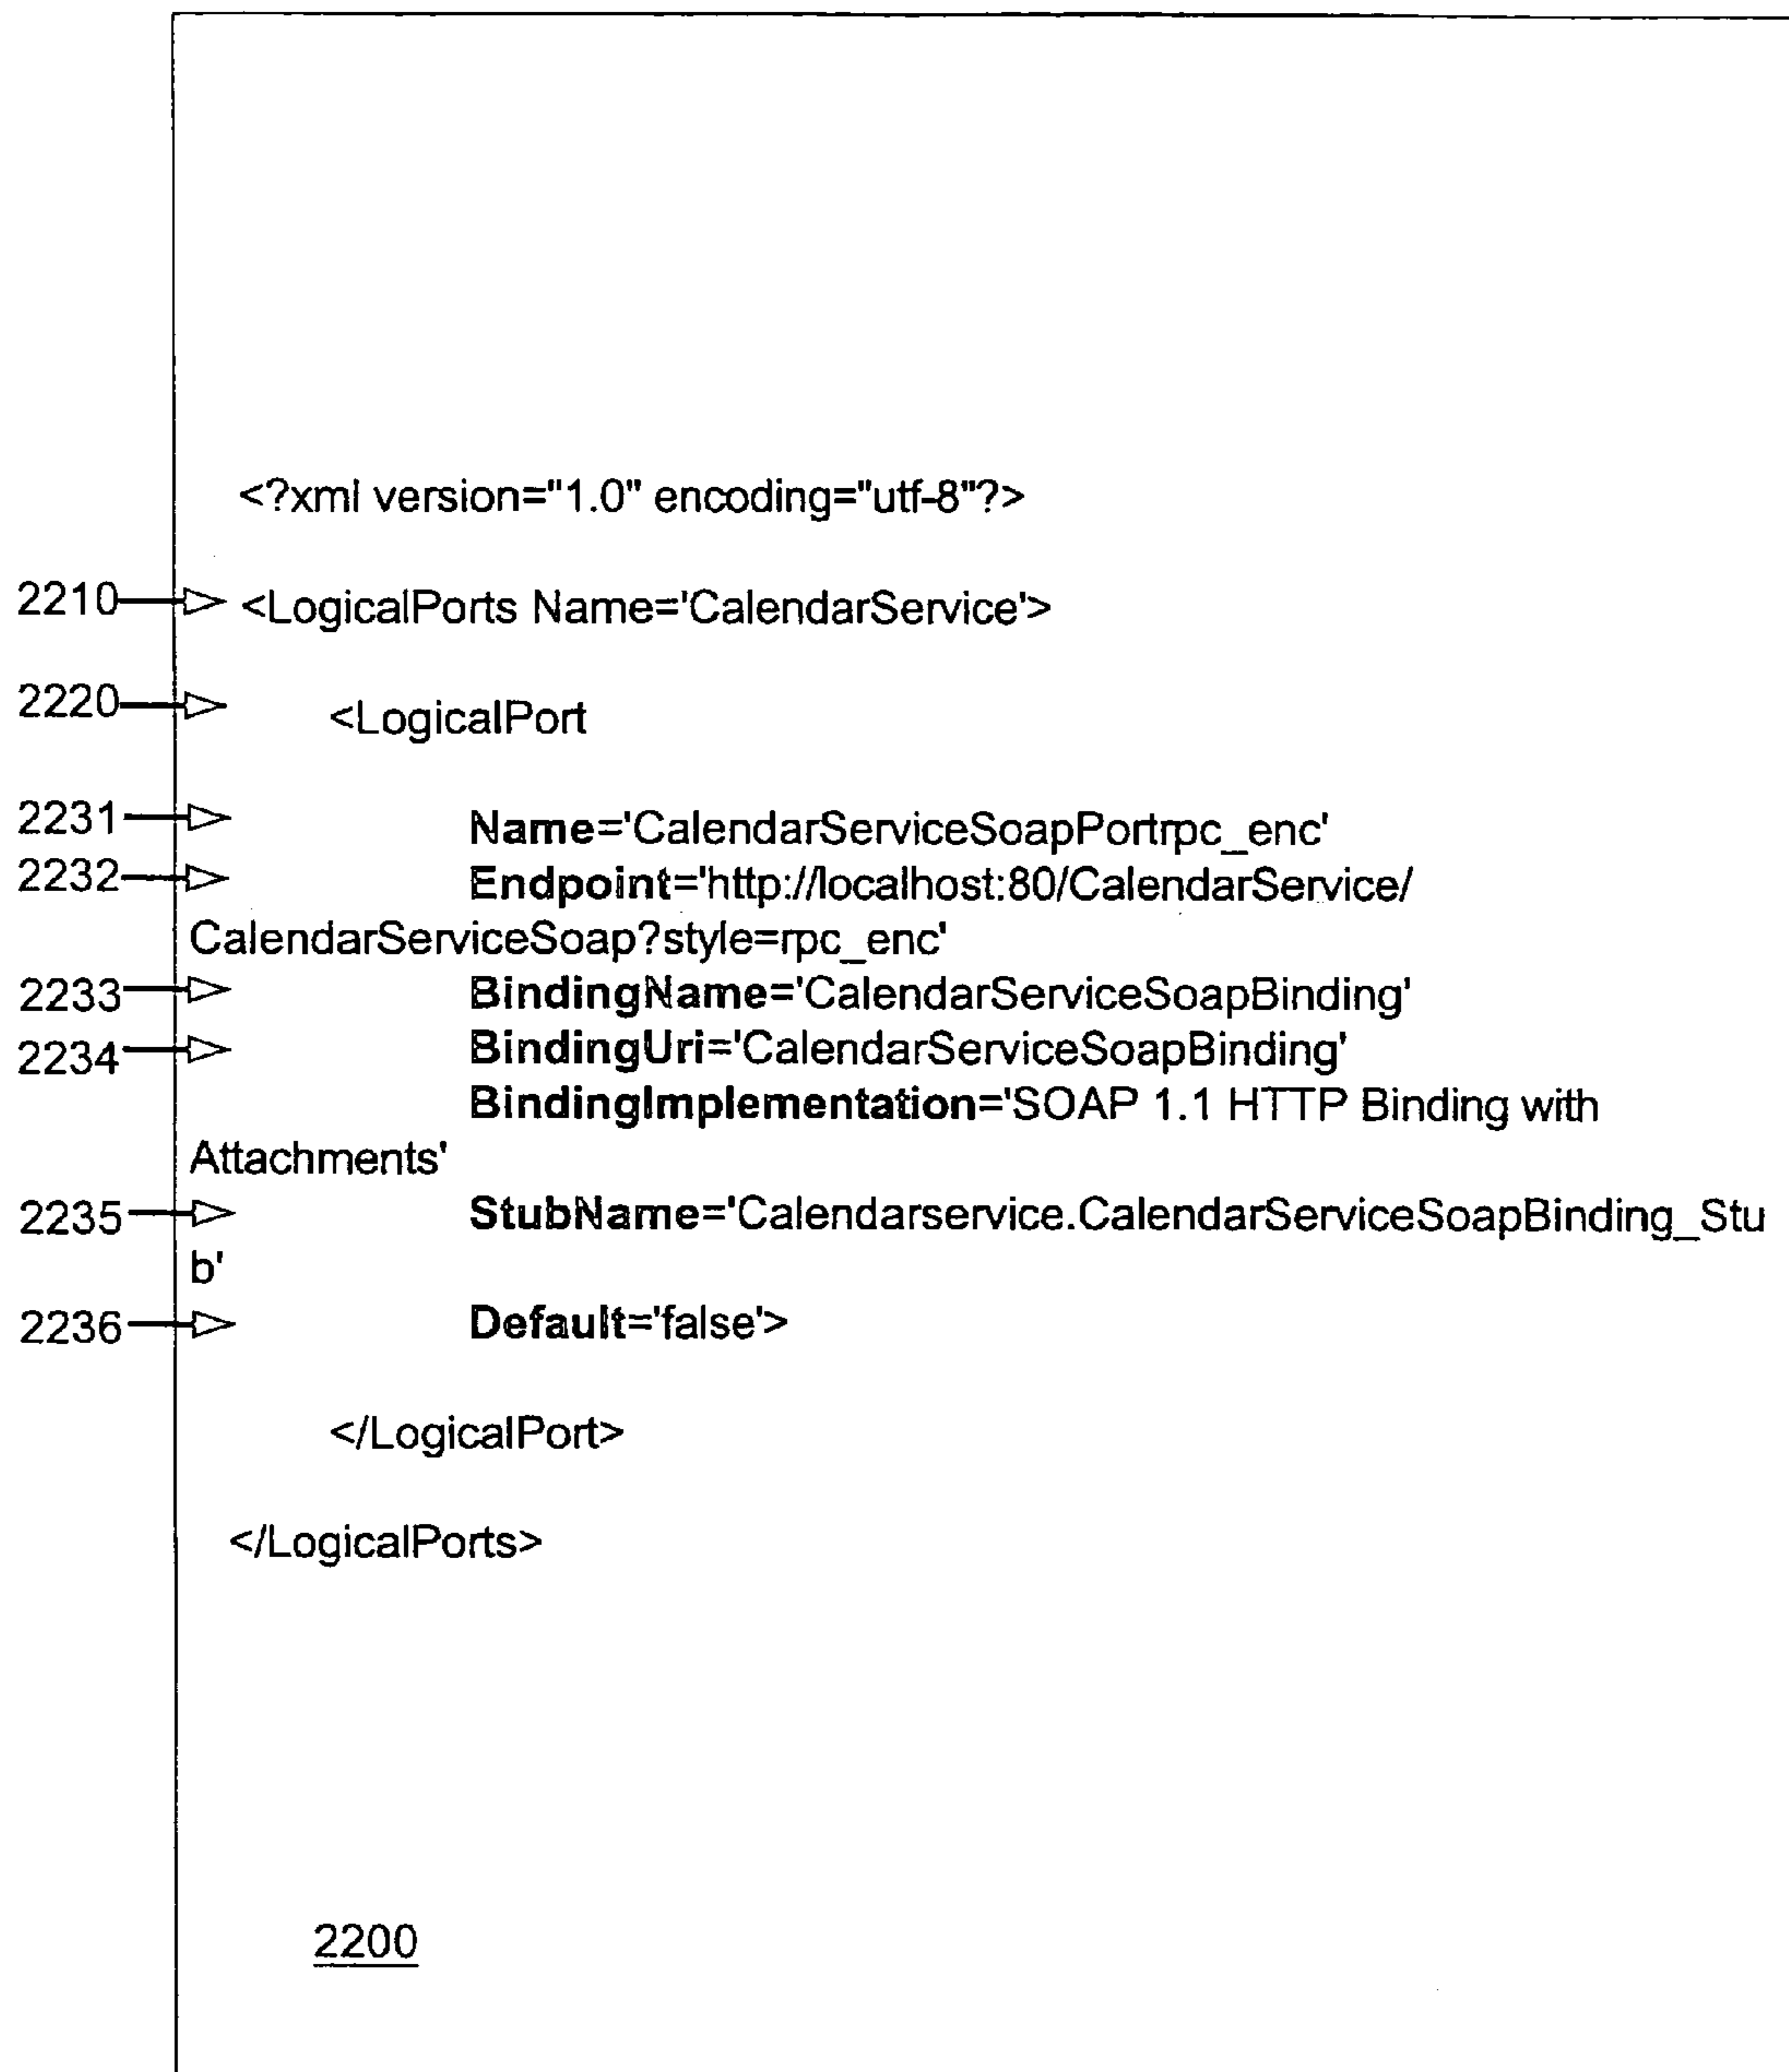 <?xml version="1.0" encoding="utf-8"?>
2210 <LogicalPorts Name='CalendarService'>
2220 <LogicalPort
2231 Name='CalendarServiceSoapPortrpc_enc'
2232 Endpoint='http://localhost:80/CalendarService/
CalendarServiceSoap?style=rpc_enc'
2233 BindingName='CalendarServiceSoapBinding'
2234 BindingUri='CalendarServiceSoapBinding'
BindingImplementation='SOAP 1.1 HTTP Binding with
Attachments'
2235 StubName='Calendarservice.CalendarServiceSoapBinding_Stu
b'
2236 Default='false'>
</LogicalPort>
</LogicalPorts>
2200